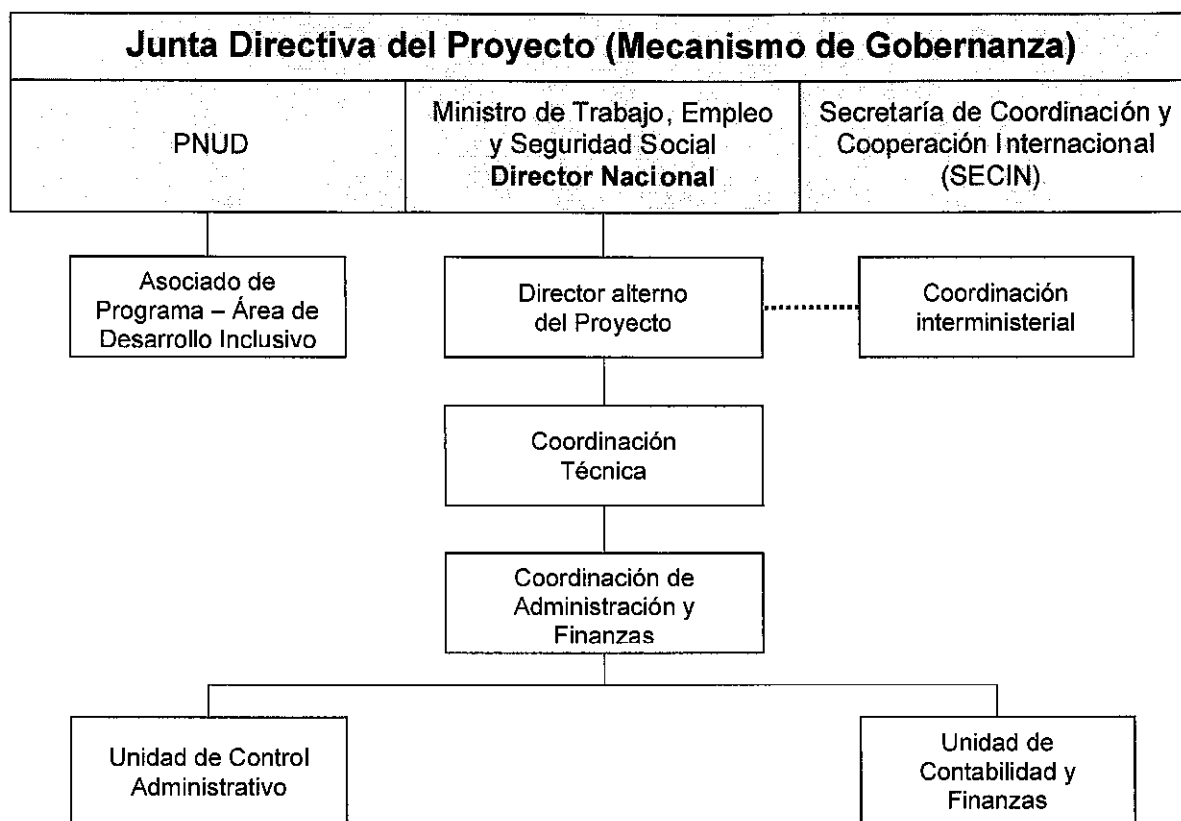 Junta Directiva del Proyecto (Mecanismo de Gobernanza)
PNUD
Ministro de Trabajo, Empleo
y Seguridad Social
Director Nacional
Secretaría de Coordinación y
Cooperación Internacional
(SECIN)
Asociado de
Programa – Área de
Desarrollo Inclusivo
Director alterno
del Proyecto
Coordinación
interministerial
Coordinación
Técnica
Coordinación de
Administración y
Finanzas
Unidad de Control
Administrativo
Unidad de
Contabilidad y
Finanzas